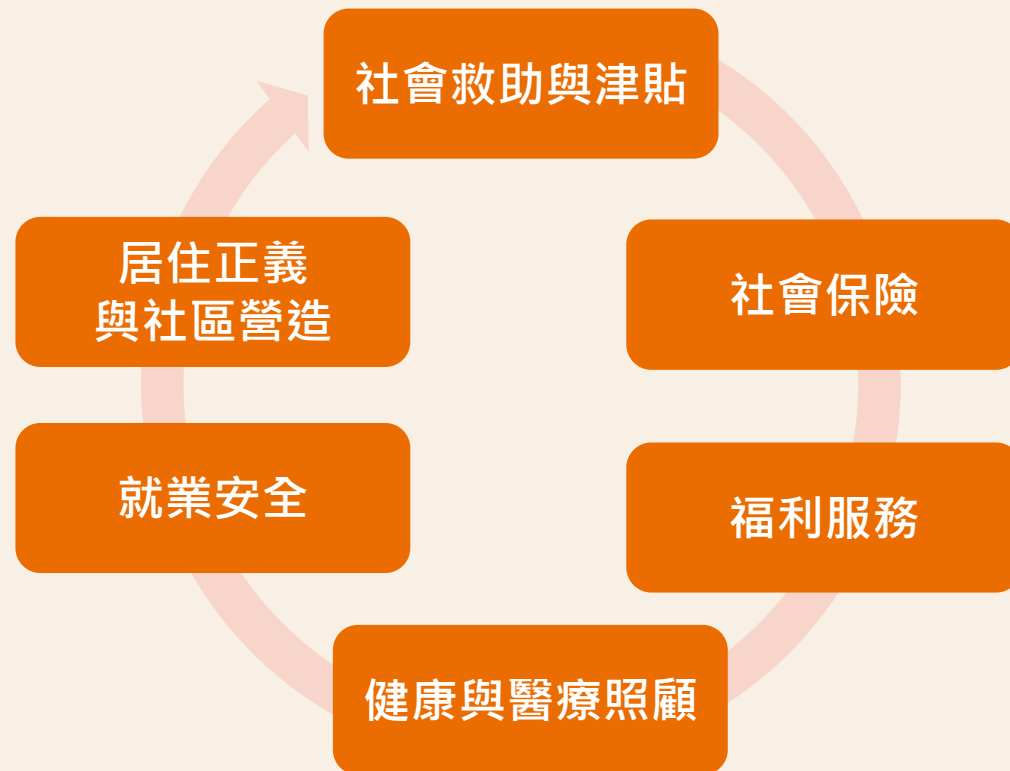 社會救助與津貼
社會保險
福利服務
健康與醫療照顧
就業安全
居住正義
與社區營造